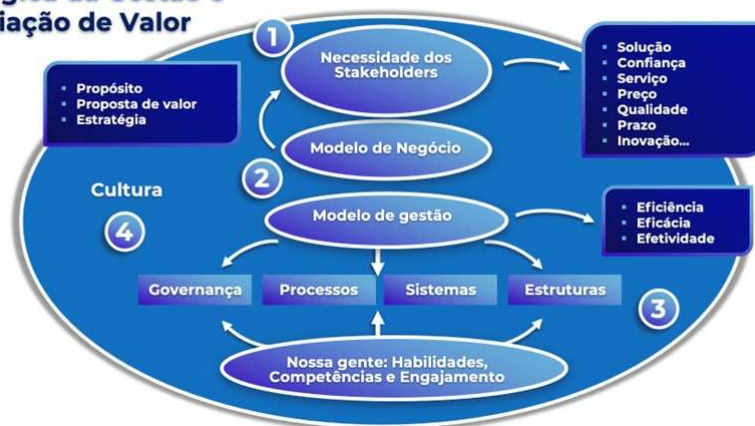 iação de Valor
1
Necessidade dos
Stakeholders
Solução
Confiança
Serviço
Preço
Qualidade
Prazo
Inovação...
Propósito
Proposta de valor
Estratégia
Modelo de Negócio
2
Cultura
4
Modelo de gestão
Eficiência
Eficácia
Efetividade
Governança
Processos
Sistemas
Estruturas
3
Nossa gente: Habilidades,
Competências e Engajamento